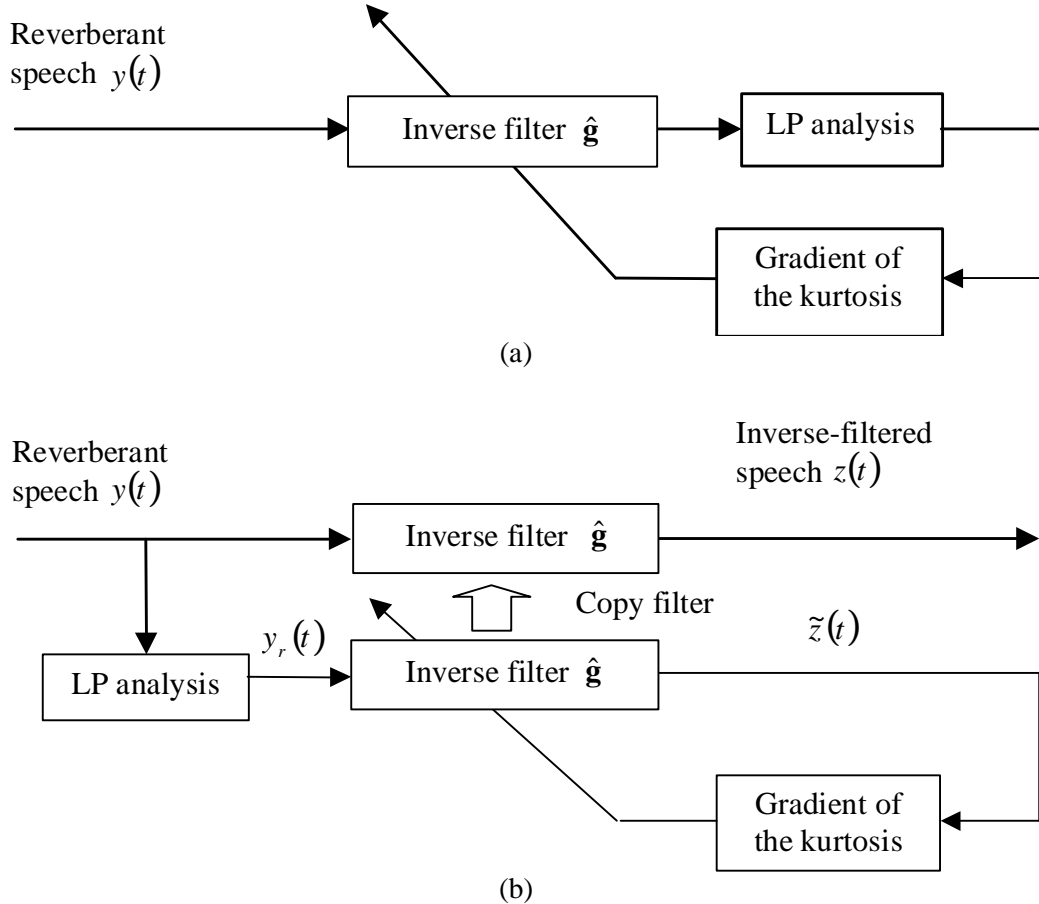 Reverberant
speech y(t)
Inverse filter ĝ
LP analysis
Gradient of
the kurtosis
(a)
Reverberant
speech y(t)
Inverse-filtered
speech z(t)
Inverse filter ĝ
Copy filter
y_r(t)
z̃(t)
LP analysis
Inverse filter ĝ
Gradient of
the kurtosis
(b)